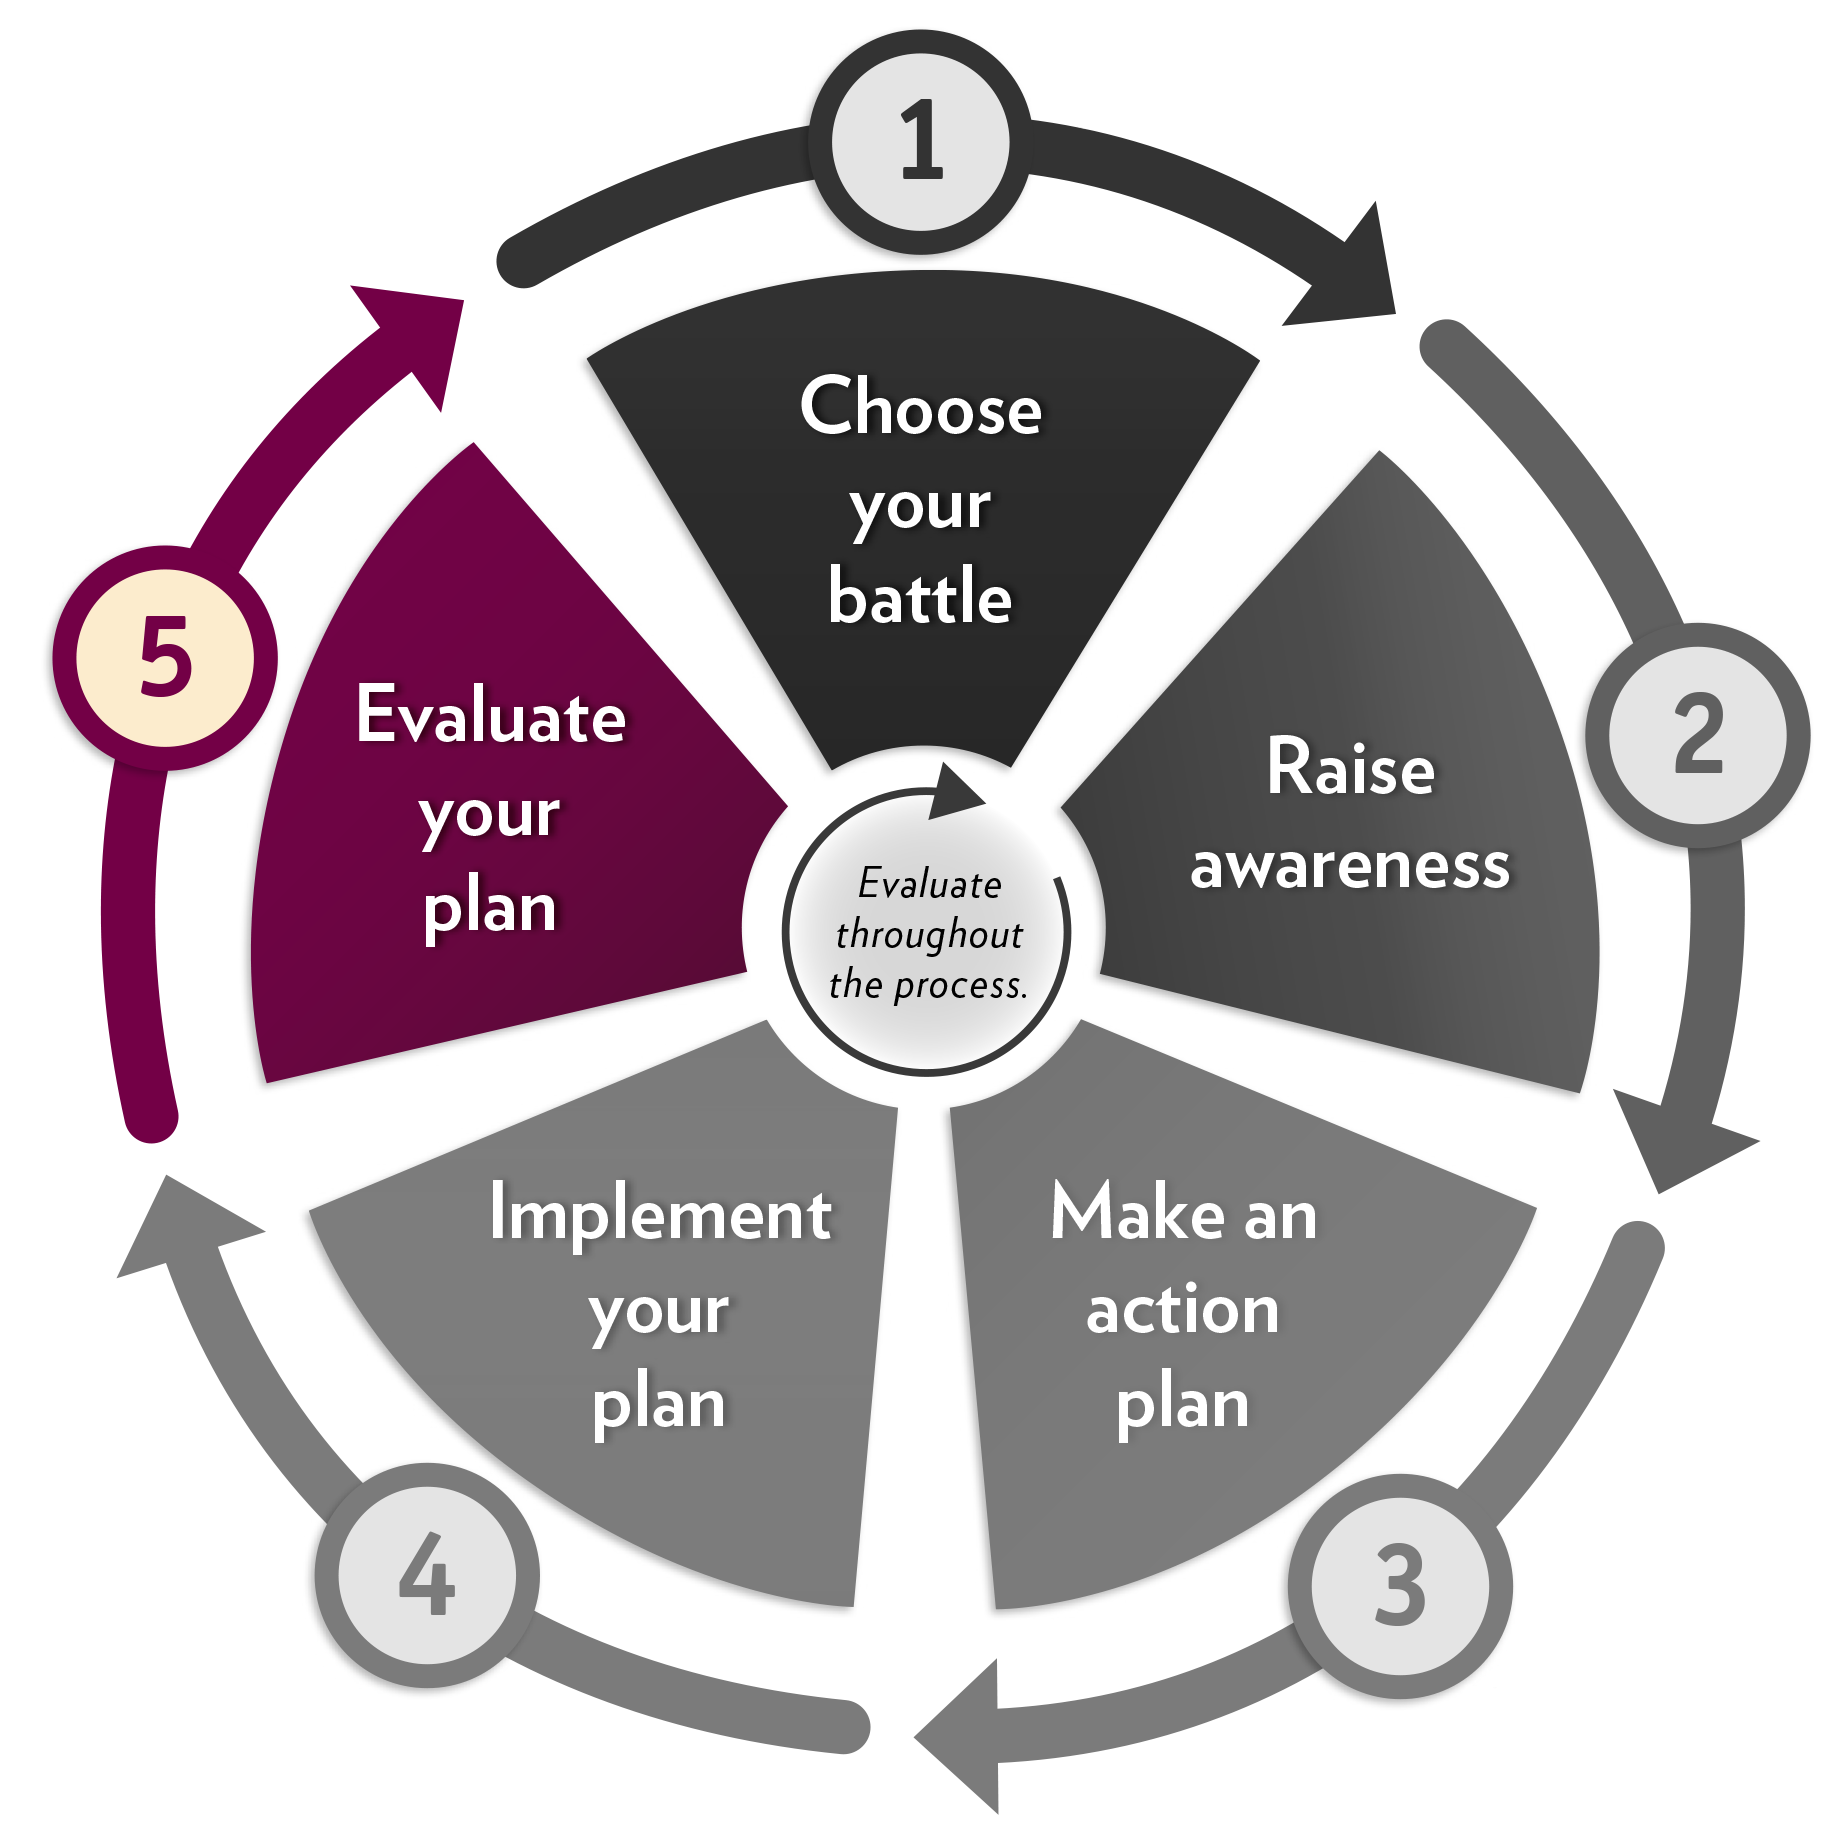 1
Choose
your
battle
2
Raise
awareness
3
Make an
action
plan
4
Implement
your
plan
5
Evaluate
your
plan
Evaluate
throughout
the process.